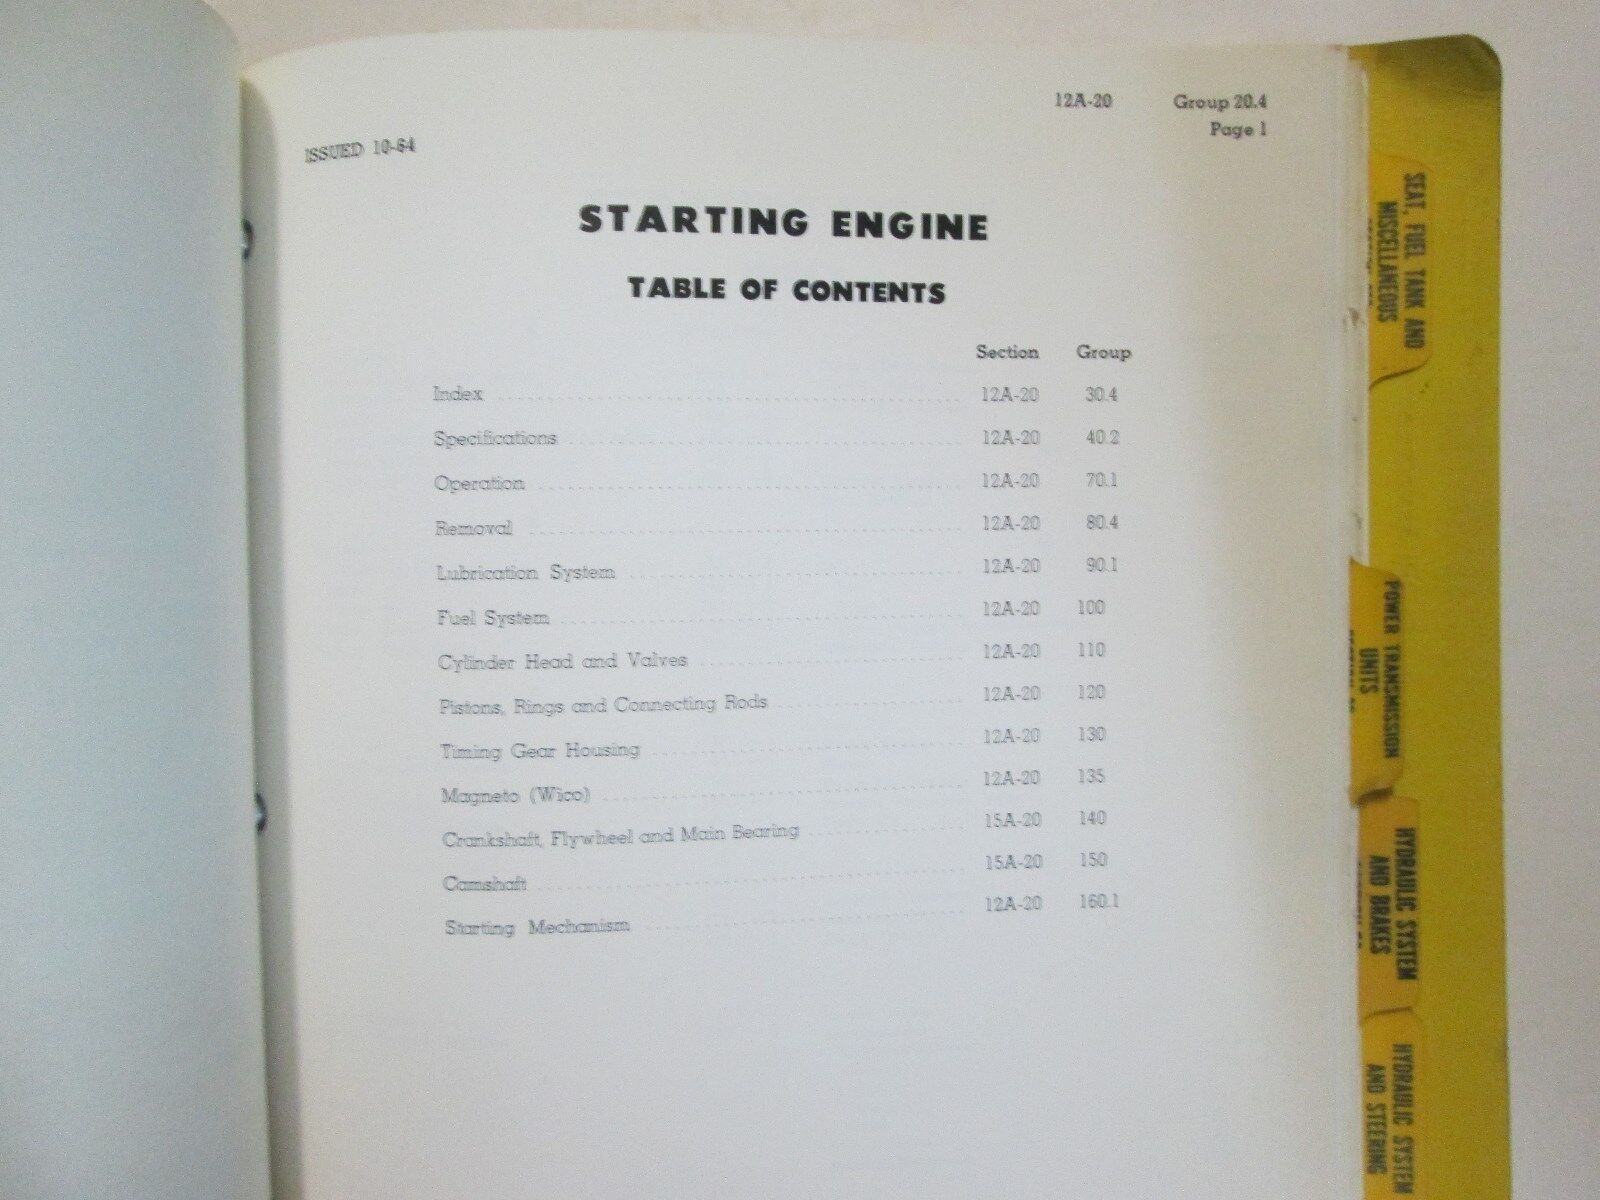 12A-20 Group 20.4
Page 1
ISSUED 10-64
STARTING ENGINE
TABLE OF CONTENTS
Section Group
Index 12A-20 30.4
Specifications 12A-20 40.2
Operation 12A-20 70.1
Removal 12A-20 80.4
Lubrication System 12A-20 90.1
Fuel System 12A-20 100
Cylinder Head and Valves 12A-20 110
Pistons, Rings and Connecting Rods 12A-20 120
Timing Gear Housing 12A-20 130
Magneto (Wico) 12A-20 135
Crankshaft, Flywheel and Main Bearing 15A-20 140
Camshaft 15A-20 150
Starting Mechanism 12A-20 160.1
SEAT, FUEL TANK AND
MISCELLANEOUS
POWER TRANSMISSION
UNITS
HYDRAULIC SYSTEM
AND BRAKES
HYDRAULIC SYSTEM
AND STEERING